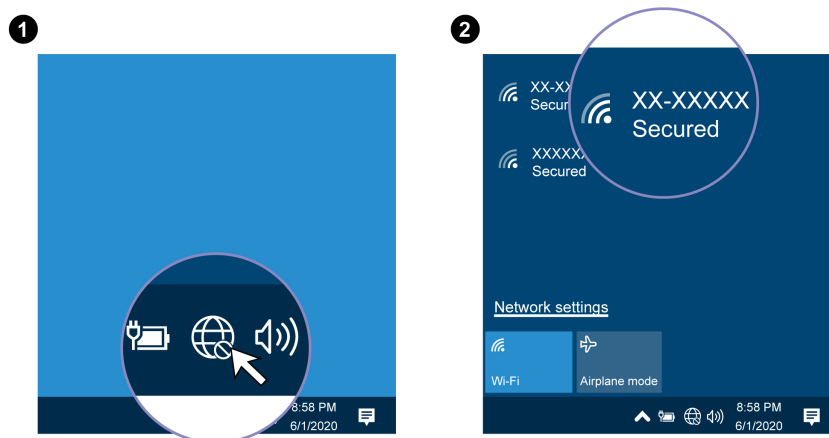 1
8:58 PM
6/1/2020
2
XX-XX
Secur
XX-XXXXX
Secured
XXXXXX
Secured
Network settings
Wi-Fi
Airplane mode
8:58 PM
6/1/2020